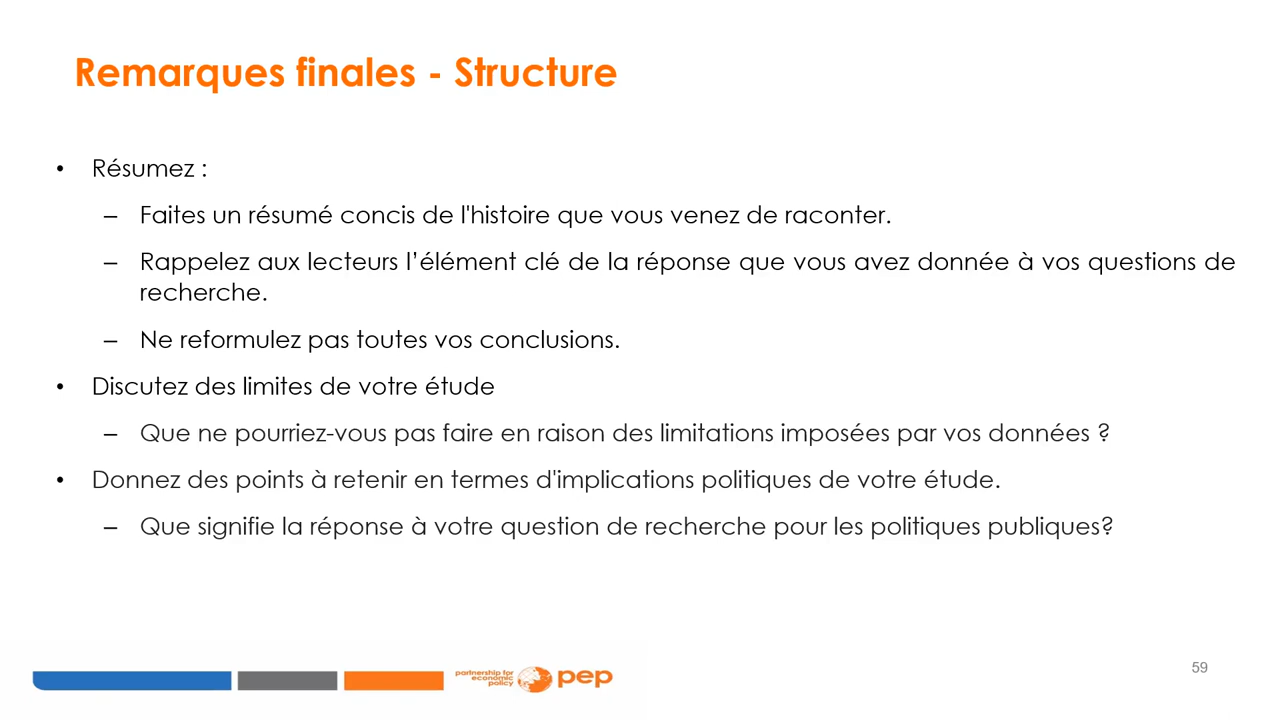 Remarques finales - Structure
• Résumez :
– Faites un résumé concis de l'histoire que vous venez de raconter.
– Rappelez aux lecteurs l’élément clé de la réponse que vous avez donnée à vos questions de
recherche.
– Ne reformulez pas toutes vos conclusions.
• Discutez des limites de votre étude
– Que ne pourriez-vous pas faire en raison des limitations imposées par vos données ?
• Donnez des points à retenir en termes d'implications politiques de votre étude.
– Que signifie la réponse à votre question de recherche pour les politiques publiques?
partnership for
economic
policy
pep
59